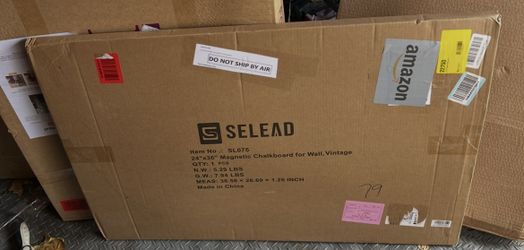 DO NOT SHIP BY AIR
amazon
22750
SELEAD
Item No.: SL075
24"x36" Magnetic Chalkboard for Wall, Vintage
QTY: 1 PCS
N.W.: 5.29 LBS
G.W.: 7.94 LBS
MEAS: 38.58 × 26.00 × 1.26 INCH
Made in China
79